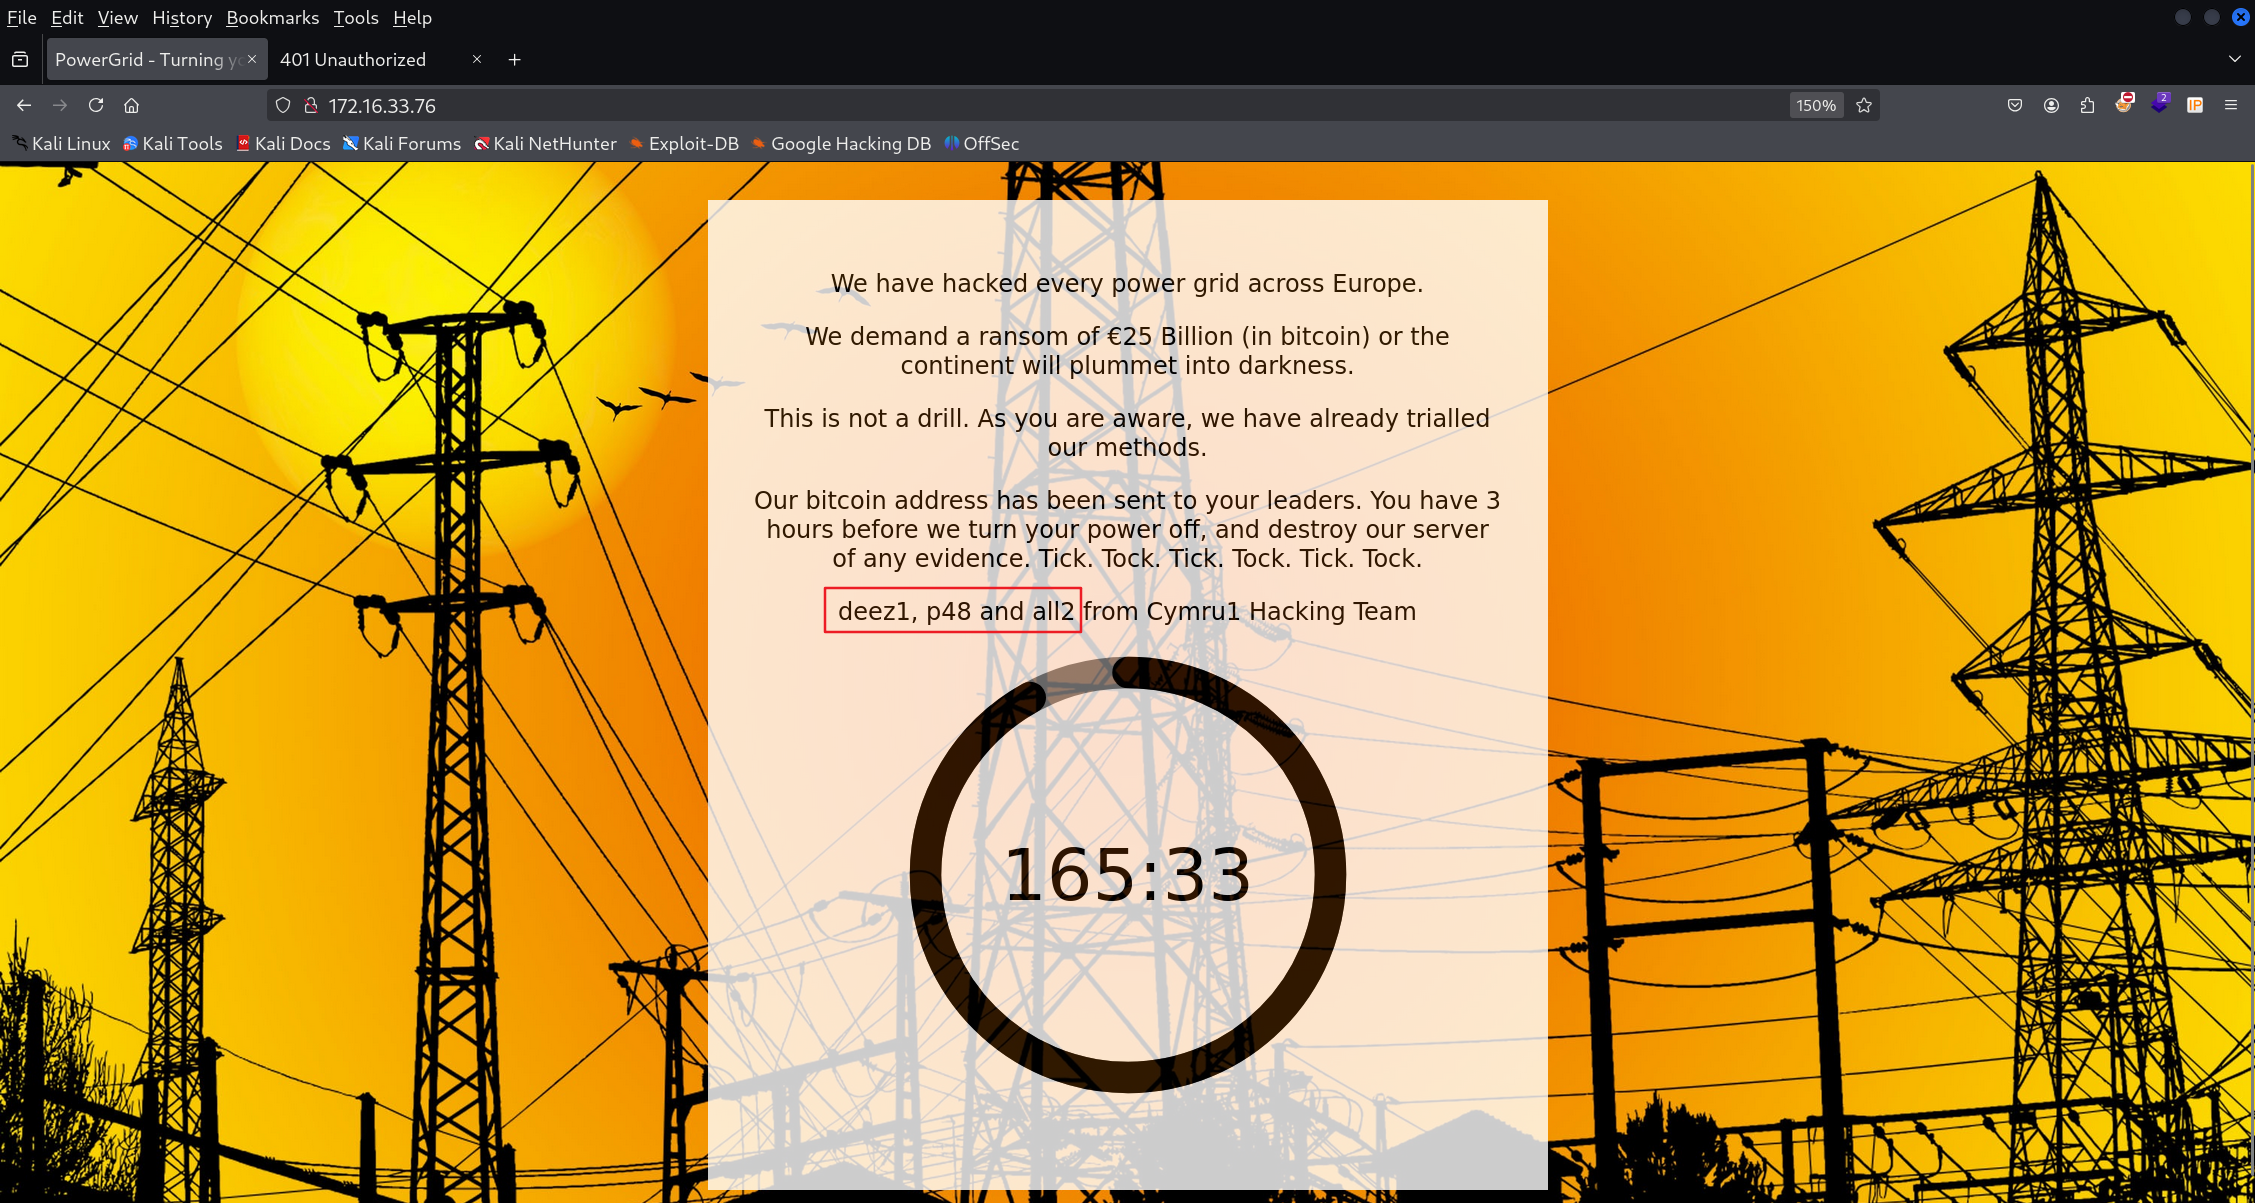 File Edit View History Bookmarks Tools Help
PowerGrid - Turning
401 Unauthorized
172.16.33.76
150%
2
IP
Kali Linux Kali Tools Kali Docs Kali Forums Kali NetHunter Exploit-DB Google Hacking DB OffSec
We have hacked every power grid across Europe.
We demand a ransom of €25 Billion (in bitcoin) or the
continent will plummet into darkness.
This is not a drill. As you are aware, we have already trialled
our methods.
Our bitcoin address has been sent to your leaders. You have 3
hours before we turn your power off, and destroy our server
of any evidence. Tick. Tock. Tick. Tock. Tick. Tock.
deez1, p48 and all2 from Cymru1 Hacking Team
165:33